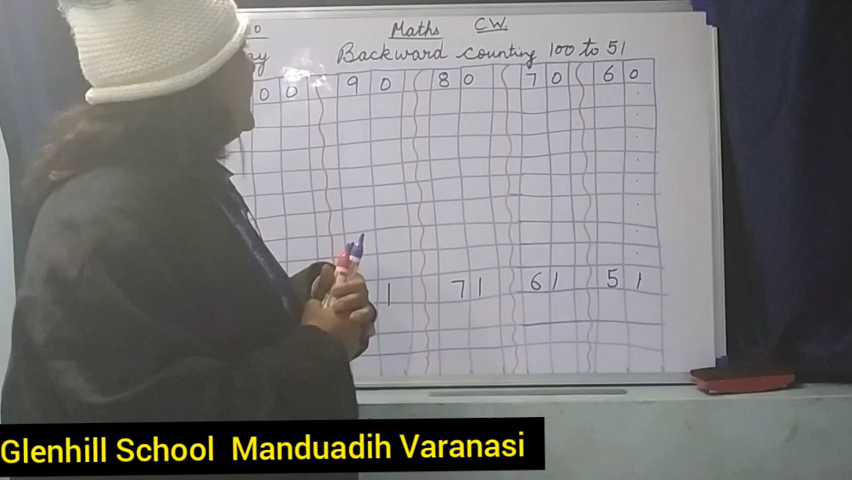 Maths CW.
Backward counting 100 to 51
0 0 9 0 8 0 7 0 6 0
1 7 1 6 1 5 1
Glenhill School Manduadih Varanasi